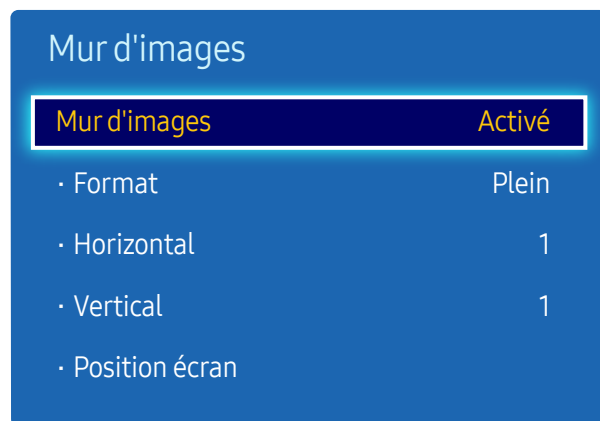 Mur d'images
Mur d'images Activé
· Format Plein
· Horizontal 1
· Vertical 1
· Position écran